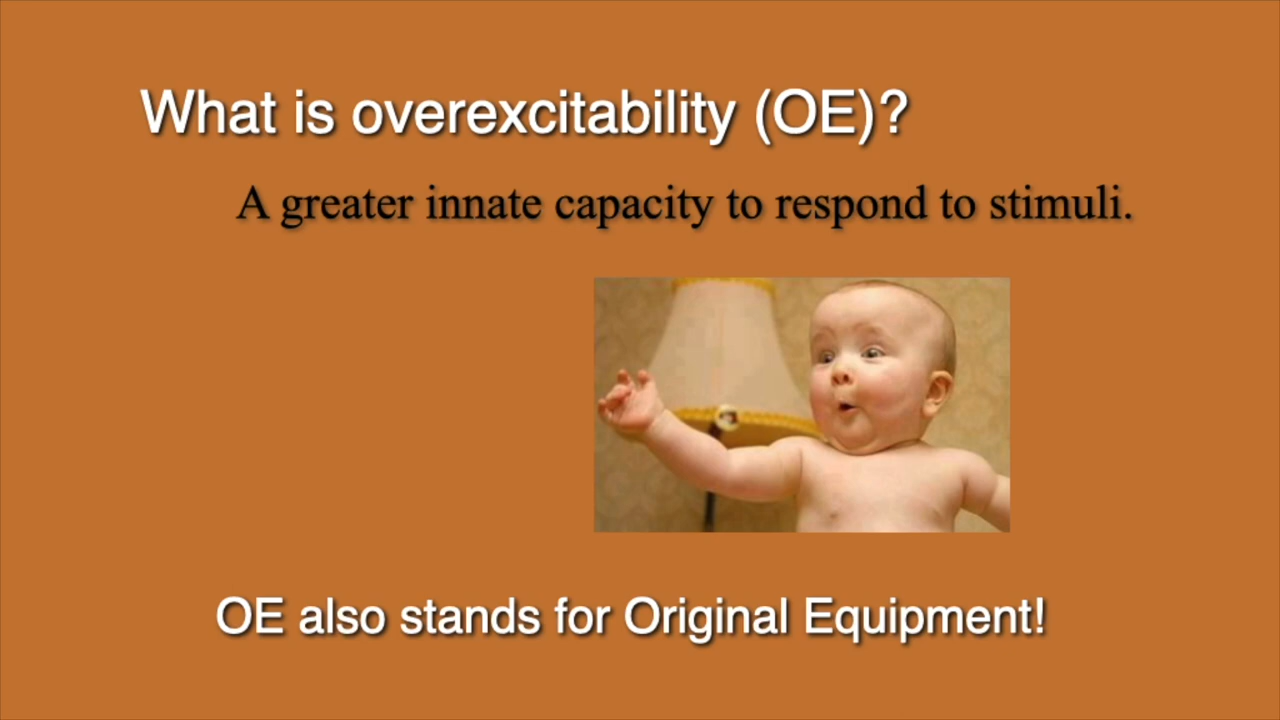 What is overexcitability (OE)?
A greater innate capacity to respond to stimuli.
OE also stands for Original Equipment!